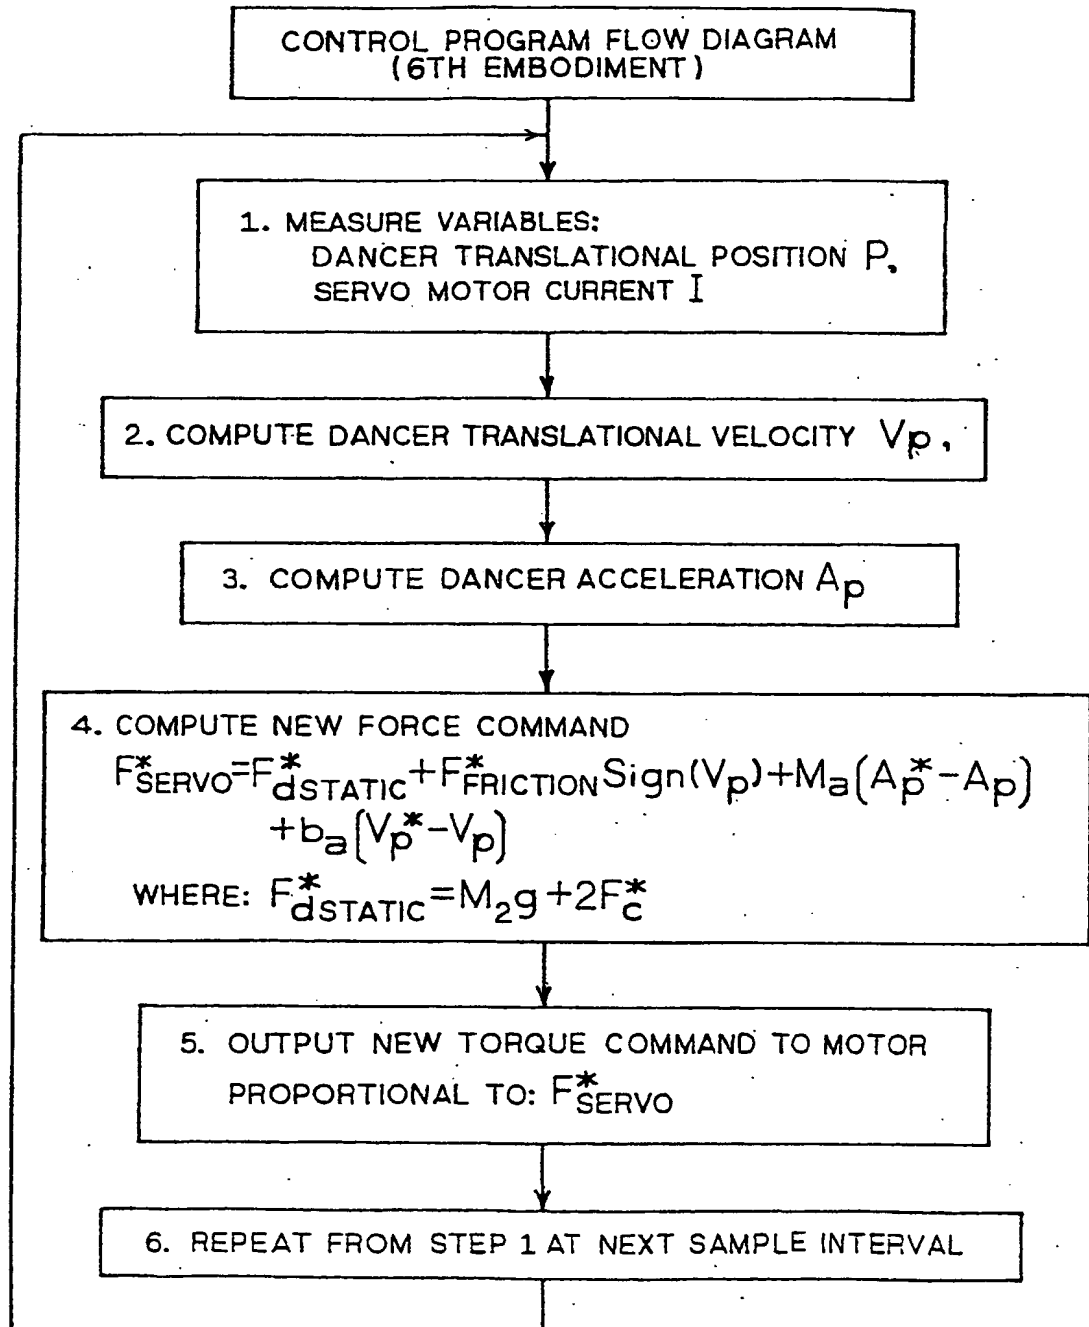 CONTROL PROGRAM FLOW DIAGRAM
(6TH EMBODIMENT)
1. MEASURE VARIABLES:
DANCER TRANSLATIONAL POSITION P,
SERVO MOTOR CURRENT I
2. COMPUTE DANCER TRANSLATIONAL VELOCITY Vp,
3. COMPUTE DANCER ACCELERATION Ap
4. COMPUTE NEW FORCE COMMAND
F*SERVO=F*dSTATIC+F*FRICTIONSign(Vp)+Ma(Ap*-Ap)
+ba(Vp*-Vp)
WHERE: F*dSTATIC=M2g+2F*c
5. OUTPUT NEW TORQUE COMMAND TO MOTOR
PROPORTIONAL TO: F*SERVO
6. REPEAT FROM STEP 1 AT NEXT SAMPLE INTERVAL